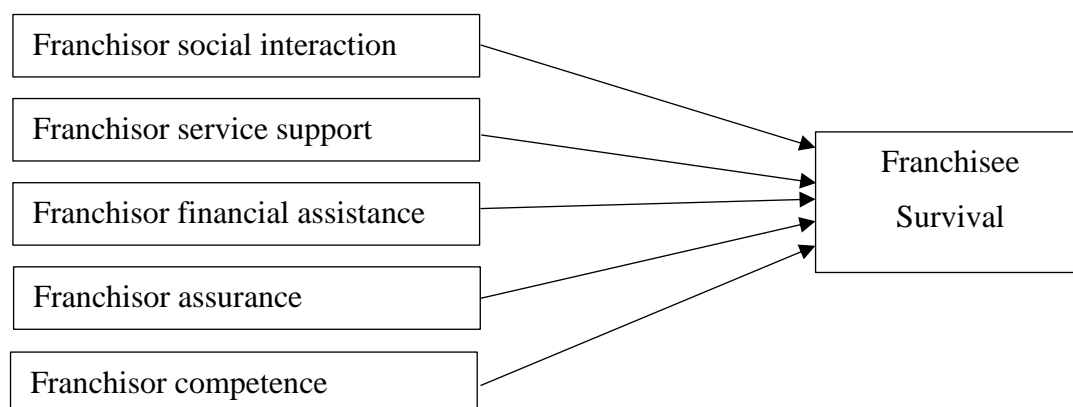 Franchisor social interaction
Franchisor service support
Franchisor financial assistance
Franchisor assurance
Franchisor competence
Franchisee
Survival